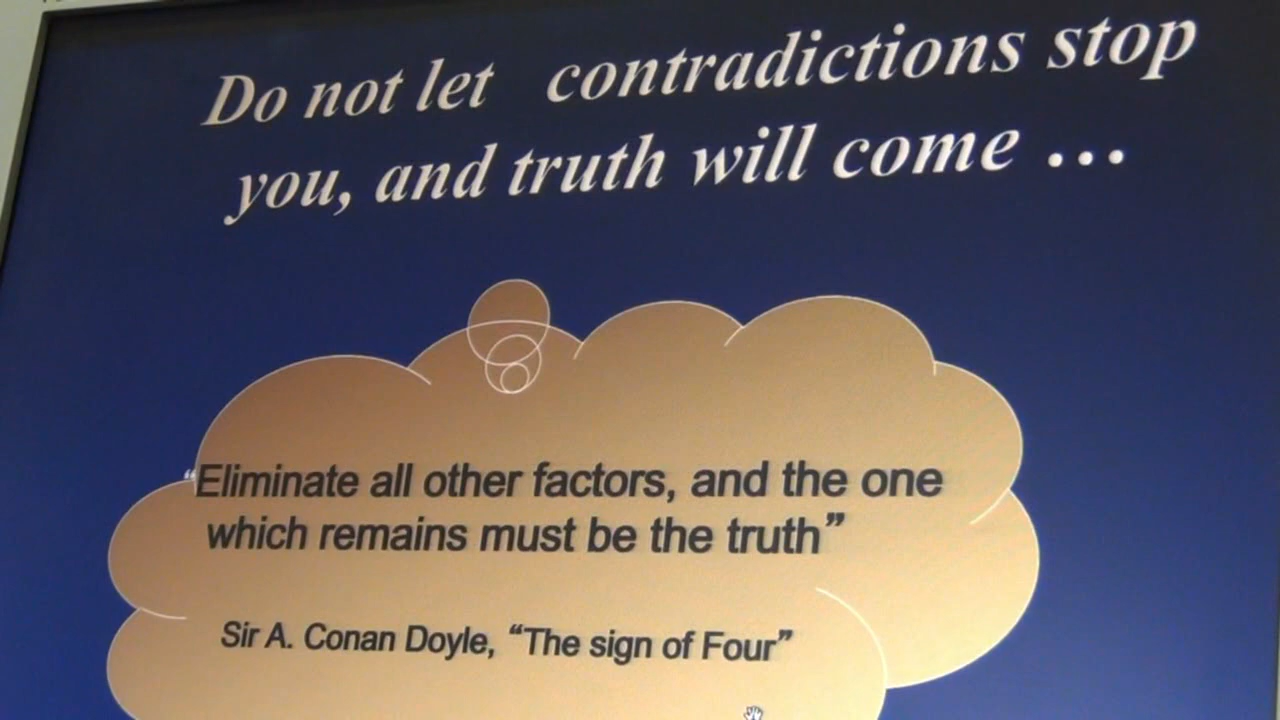 Do not let contradictions stop
you, and truth will come ...
“Eliminate all other factors, and the one
which remains must be the truth”
Sir A. Conan Doyle, “The sign of Four”